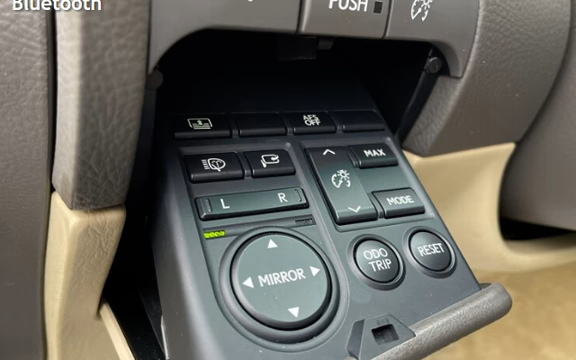 Bluetooth
PUSH
AFS
OFF
MAX
L R
MODE
MIRROR
ODO
TRIP
RESET